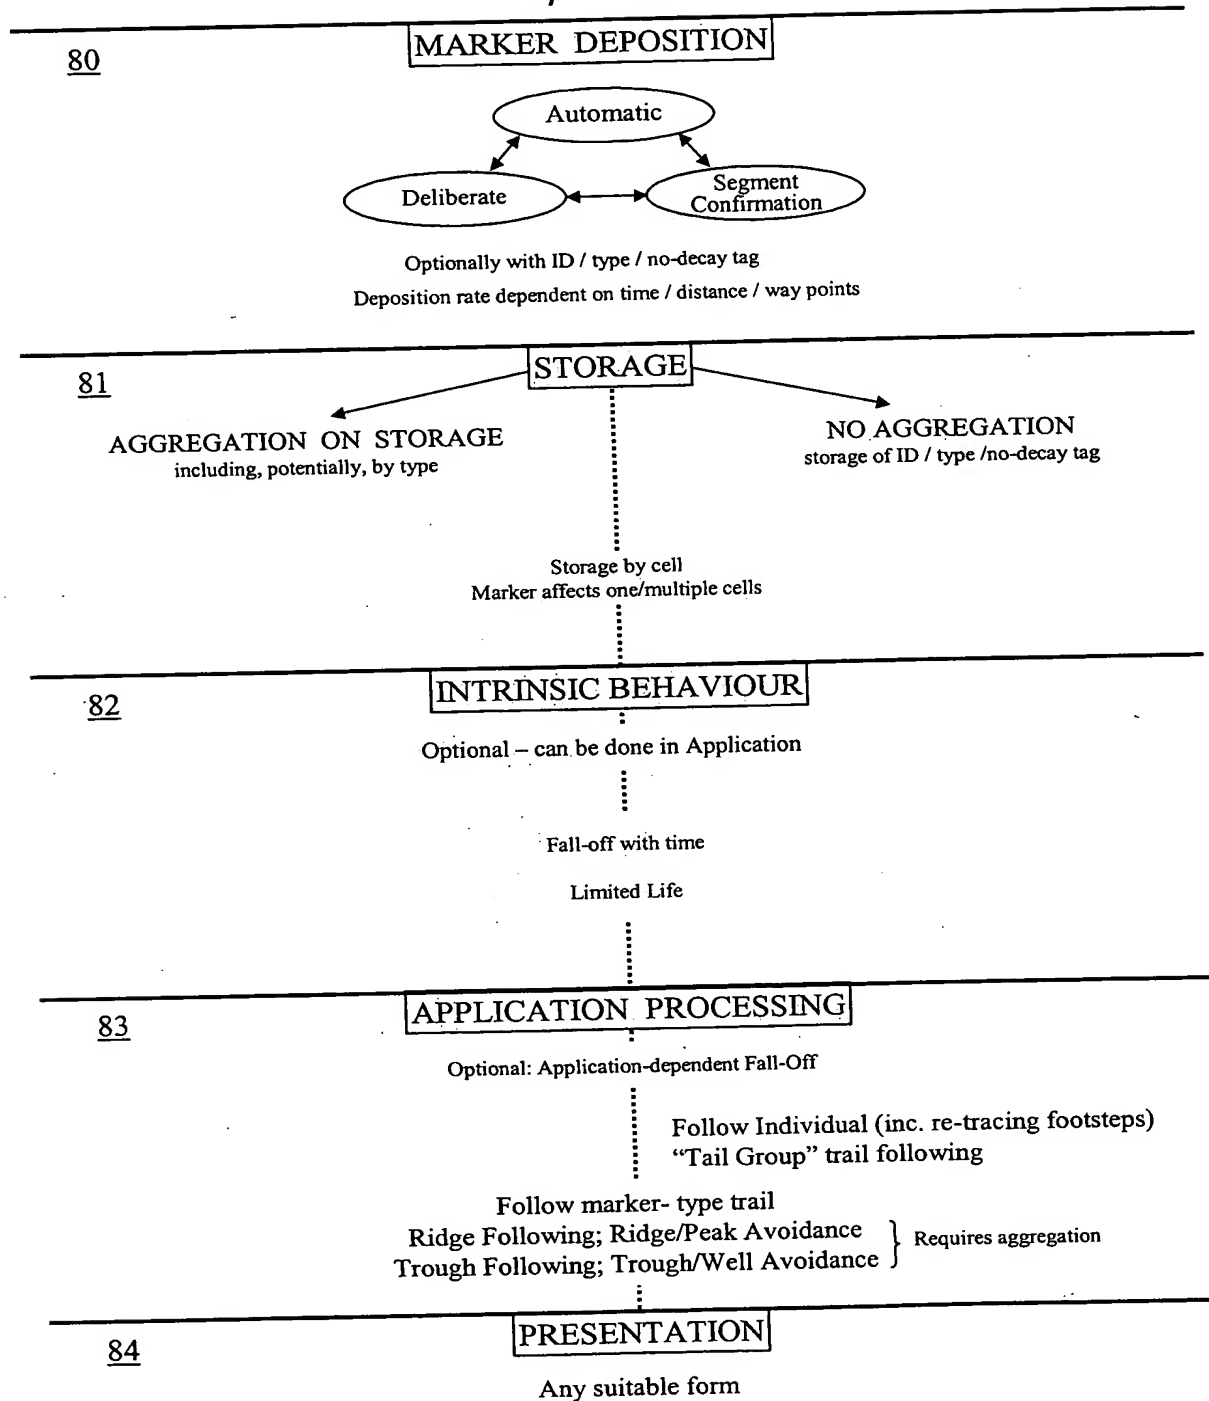 80
MARKER DEPOSITION
Automatic
Deliberate
Segment
Confirmation
Optionally with ID / type / no-decay tag
Deposition rate dependent on time / distance / way points
81
STORAGE
AGGREGATION ON STORAGE
including, potentially, by type
NO AGGREGATION
storage of ID / type /no-decay tag
Storage by cell
Marker affects one/multiple cells
82
INTRINSIC BEHAVIOUR
Optional – can be done in Application
Fall-off with time
Limited Life
83
APPLICATION PROCESSING
Optional: Application-dependent Fall-Off
Follow Individual (inc. re-tracing footsteps)
“Tail Group” trail following
Follow marker- type trail
Ridge Following; Ridge/Peak Avoidance
Trough Following; Trough/Well Avoidance
Requires aggregation
84
PRESENTATION
Any suitable form